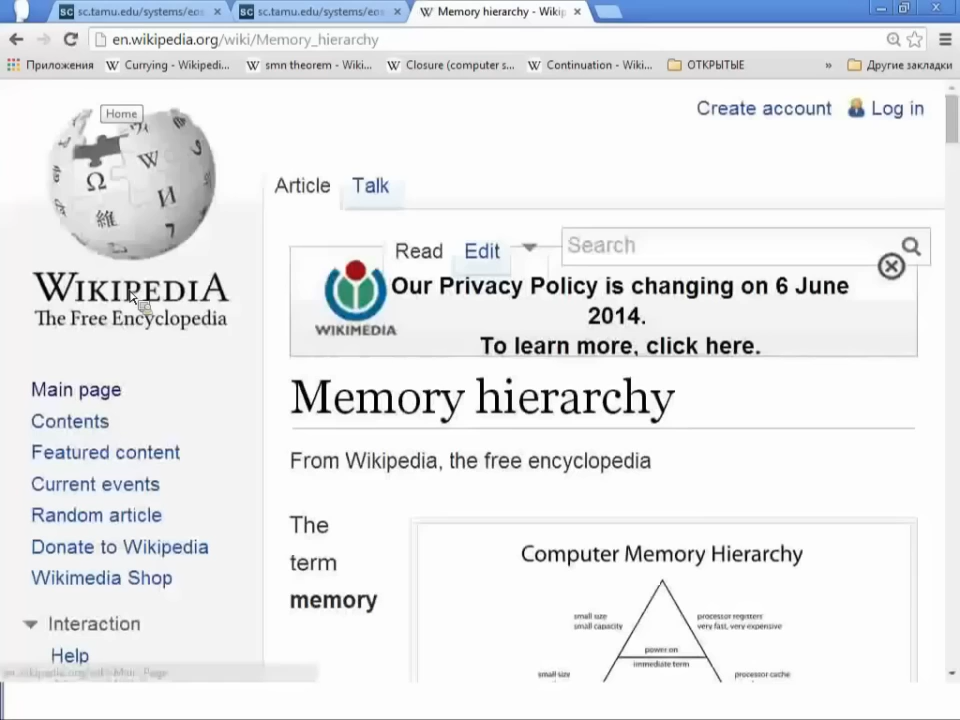 sc.tamu.edu/systems/eos
sc.tamu.edu/systems/eos
Memory hierarchy - Wikip
en.wikipedia.org/wiki/Memory_hierarchy
Приложения
Currying - Wikipedi...
smn theorem - Wiki...
Closure (computer s...
Continuation - Wiki...
ОТКРЫТЫЕ
»
Другие закладки
Home
Create account
Log in
Ω
W
И
維
7
WIKIPEDIA
The Free Encyclopedia
Article
Talk
Read
Edit
Search
WIKIMEDIA
Our Privacy Policy is changing on 6 June
2014.
To learn more, click here.
Main page
Contents
Featured content
Current events
Random article
Donate to Wikipedia
Wikimedia Shop
Interaction
Help
Memory hierarchy
From Wikipedia, the free encyclopedia
The
term
memory
Computer Memory Hierarchy
small size
small capacity
processor registers
very fast, very expensive
power on
immediate term
small size
processor cache